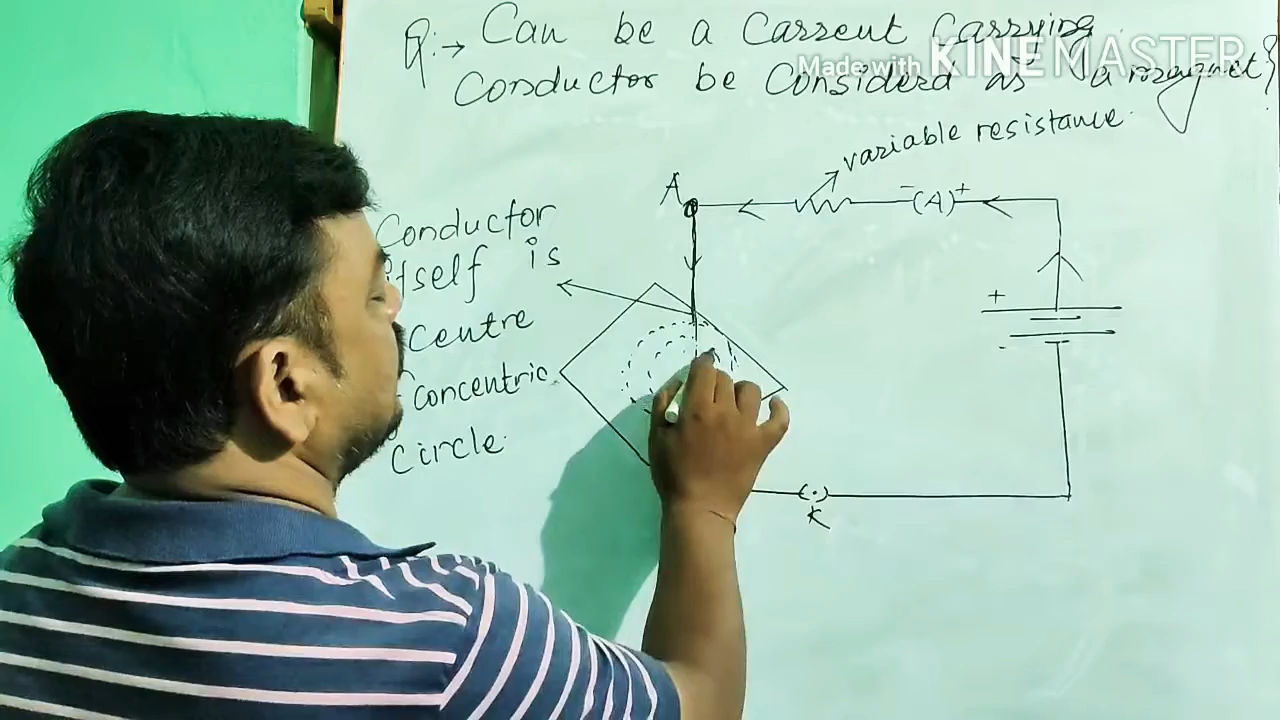 Q:→ Can be a Carrent Carrying
Conductor be Considerd as a magnet?
Made with KINEMASTER
variable resistance
A
- (A) +
Conductor
itself is
centre
Concentric
Circle
+
-
(·)
K